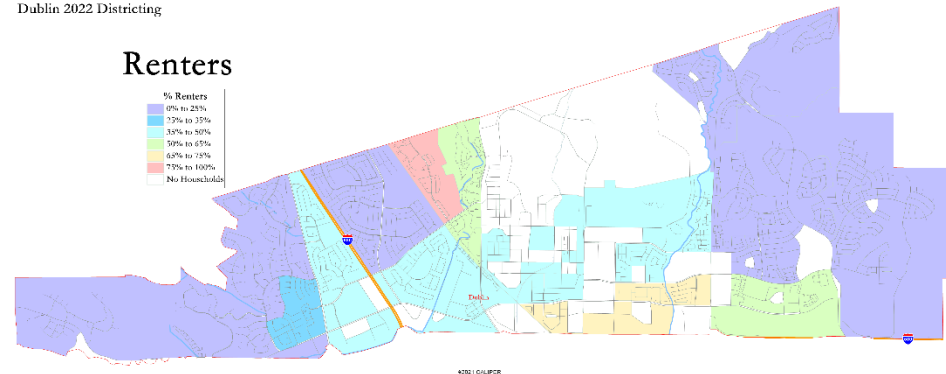 Dublin 2022 Districting
Renters
% Renters
0% to 25%
25% to 35%
35% to 50%
50% to 65%
65% to 75%
75% to 100%
No Households
Dublin
©2021 CALIPER